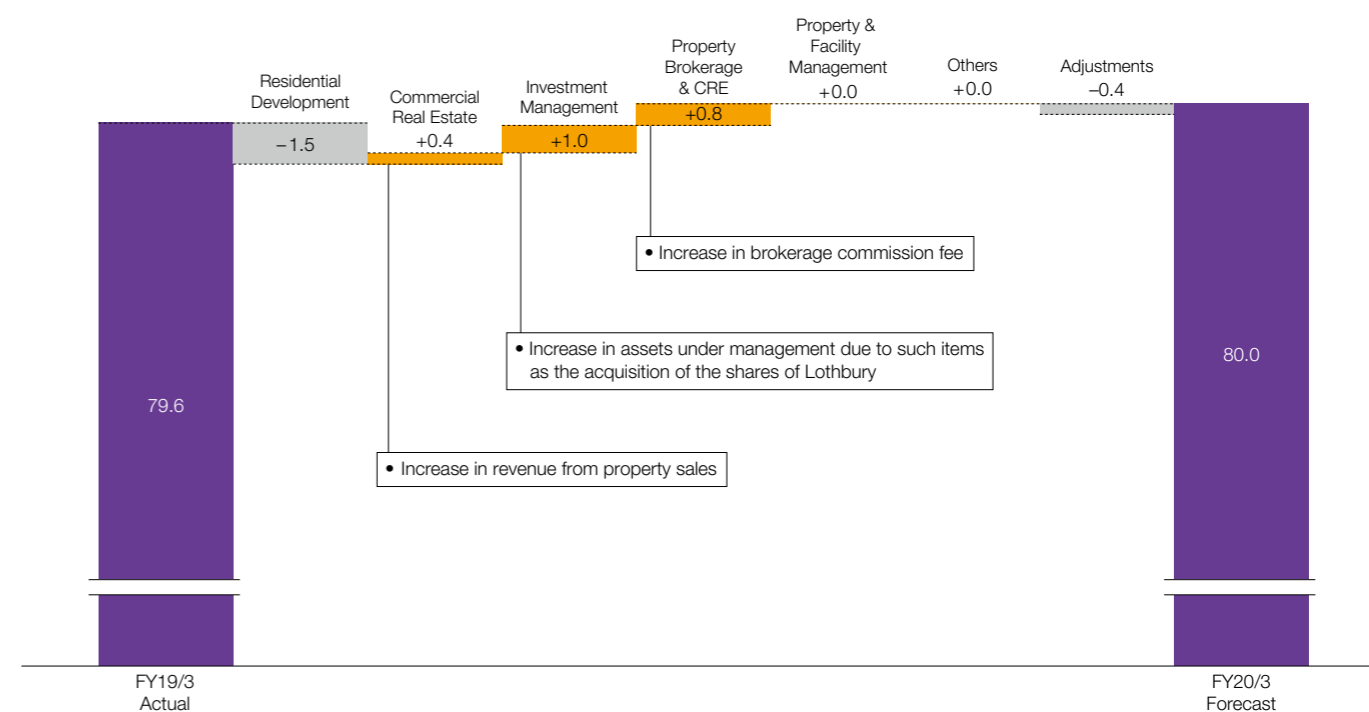 Residential
Development
−1.5
Commercial
Real Estate
+0.4
Investment
Management
+1.0
Property
Brokerage
& CRE
+0.8
Property &
Facility
Management
+0.0
Others
+0.0
Adjustments
−0.4
• Increase in brokerage commission fee
• Increase in assets under management due to such items
as the acquisition of the shares of Lothbury
• Increase in revenue from property sales
79.6
80.0
FY19/3
Actual
FY20/3
Forecast